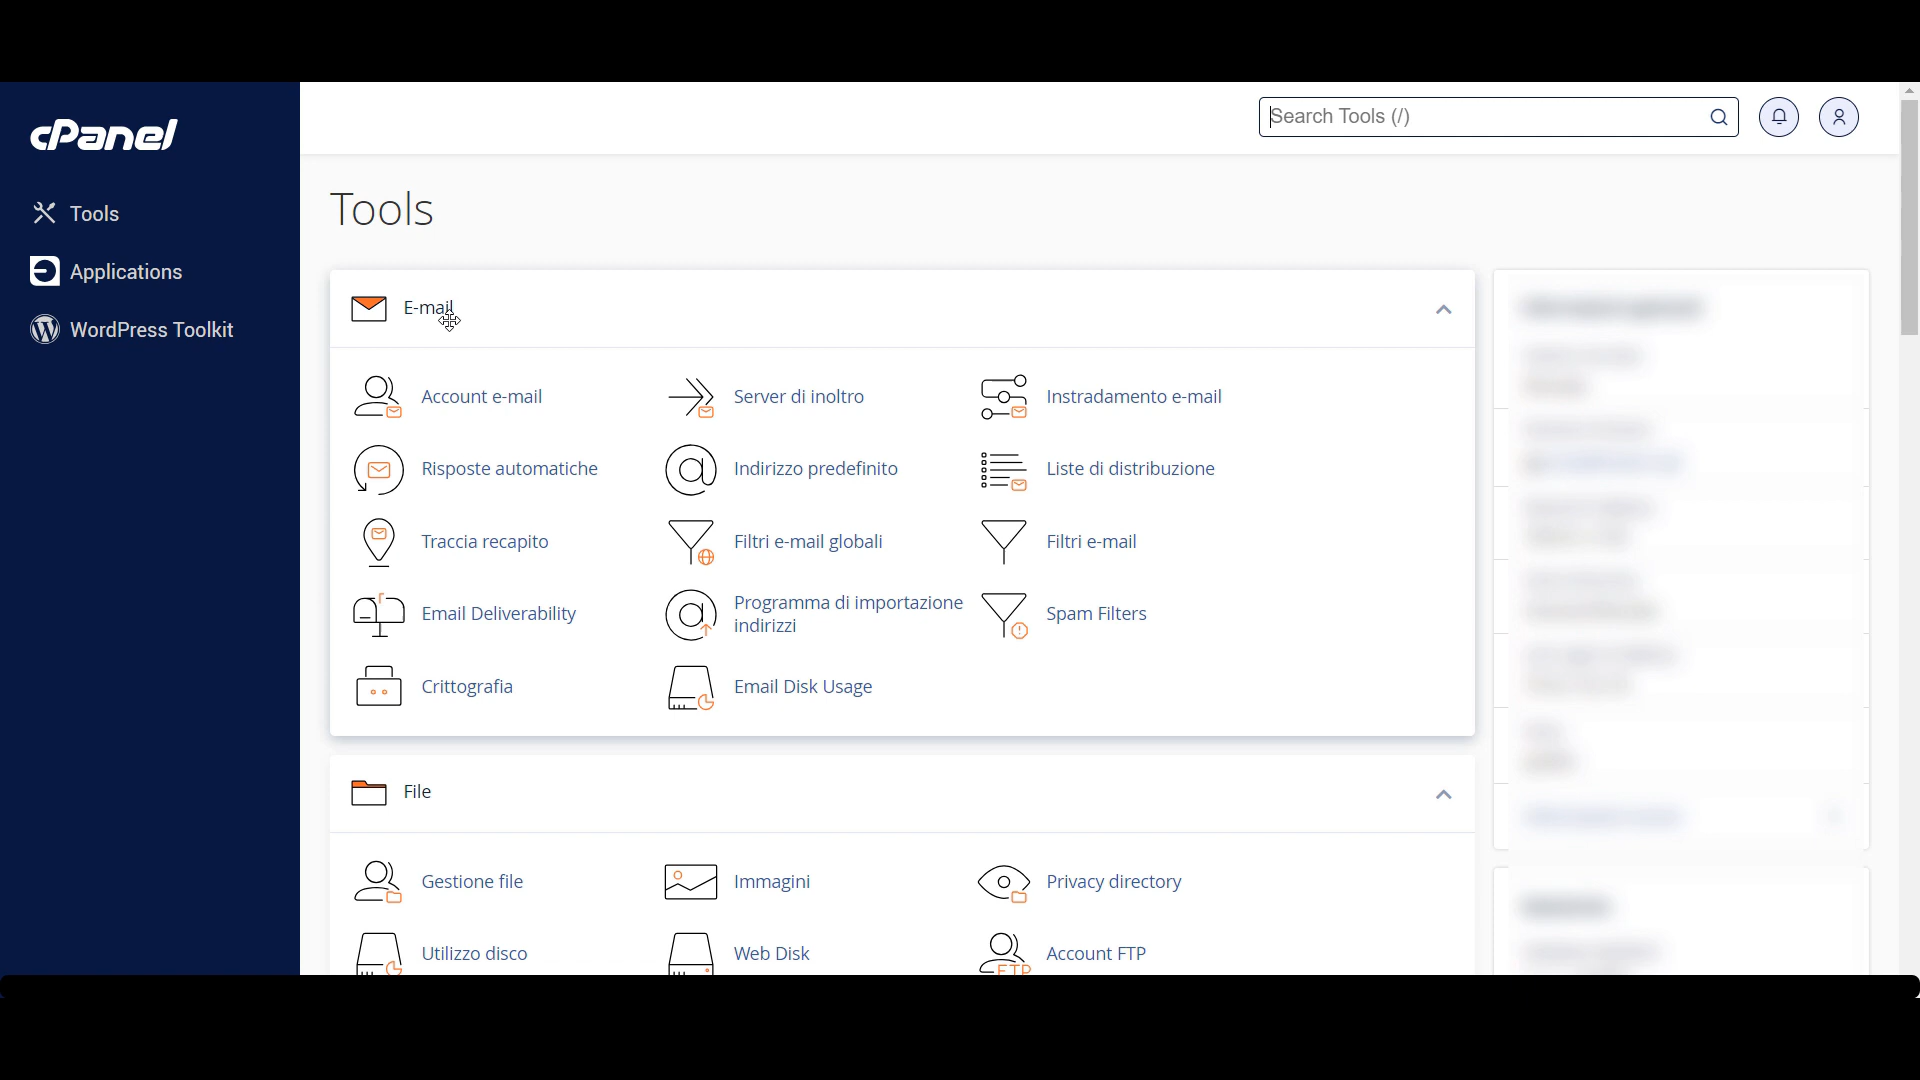 cPanel
Search Tools (/)
Tools
Applications
WordPress Toolkit
Tools
E-mail
Account e-mail
Server di inoltro
Instradamento e-mail
Risposte automatiche
Indirizzo predefinito
Liste di distribuzione
Traccia recapito
Filtri e-mail globali
Filtri e-mail
Email Deliverability
Programma di importazione
indirizzi
Spam Filters
Crittografia
Email Disk Usage
File
Gestione file
Immagini
Privacy directory
Utilizzo disco
Web Disk
FTP
Account FTP